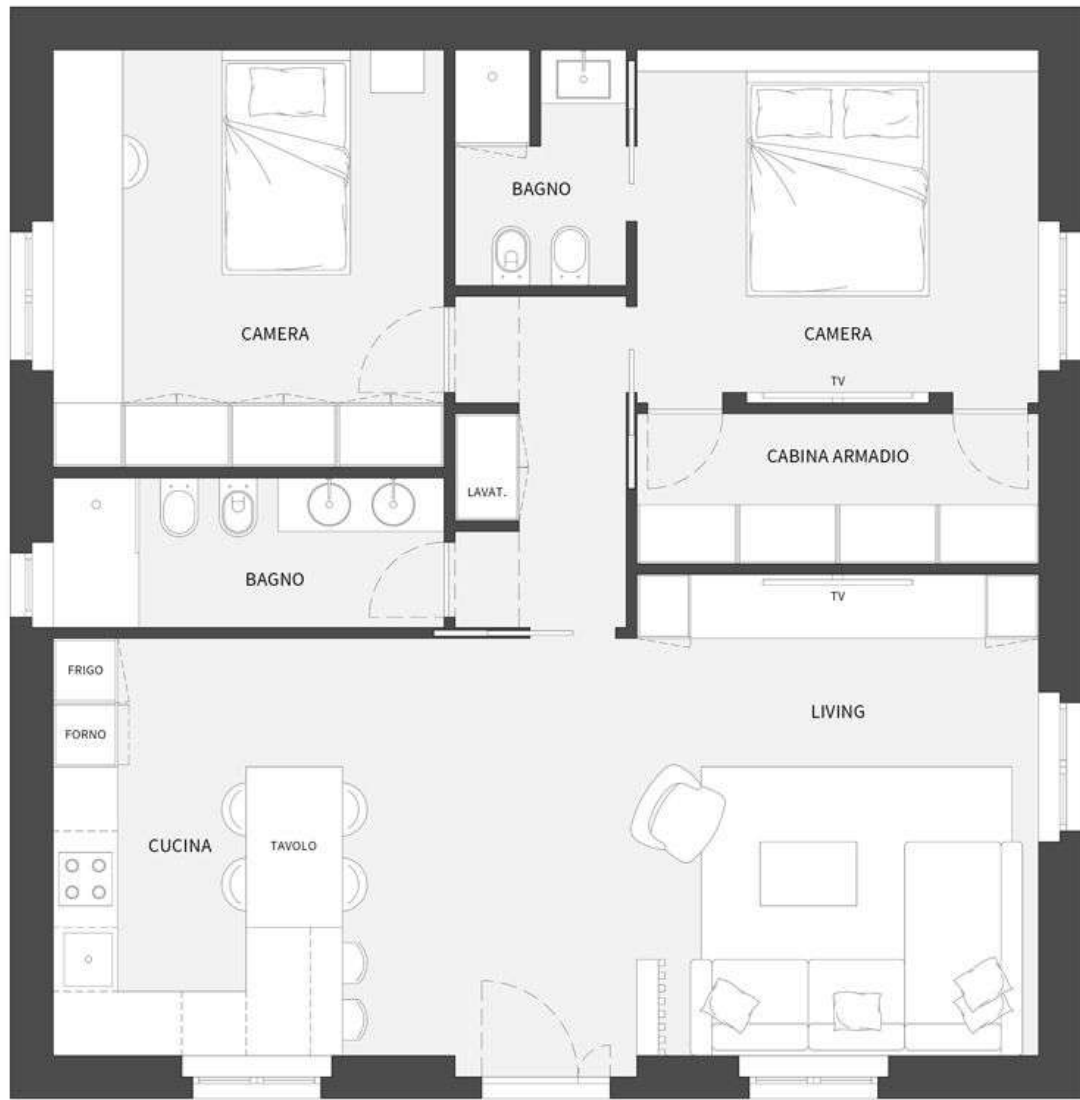 BAGNO
CAMERA
CAMERA
TV
CABINA ARMADIO
LAVAT.
BAGNO
TV
FRIGO
LIVING
FORNO
CUCINA
TAVOLO